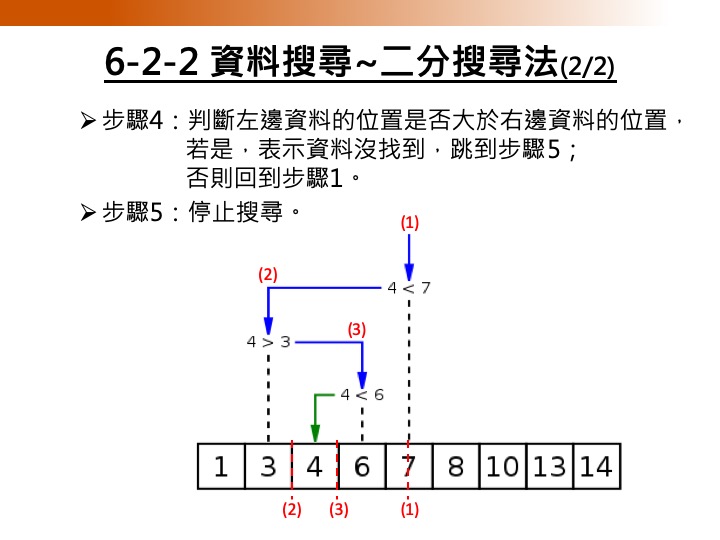 6-2-2 資料搜尋~二分搜尋法(2/2)
➢步驟4：判斷左邊資料的位置是否大於右邊資料的位置，
若是，表示資料沒找到，跳到步驟5；
否則回到步驟1。
➢步驟5：停止搜尋。
(1)
(2)
4 < 7
(3)
4 > 3
4 < 6
1 3 4 6 7 8 10 13 14
(2) (3) (1)